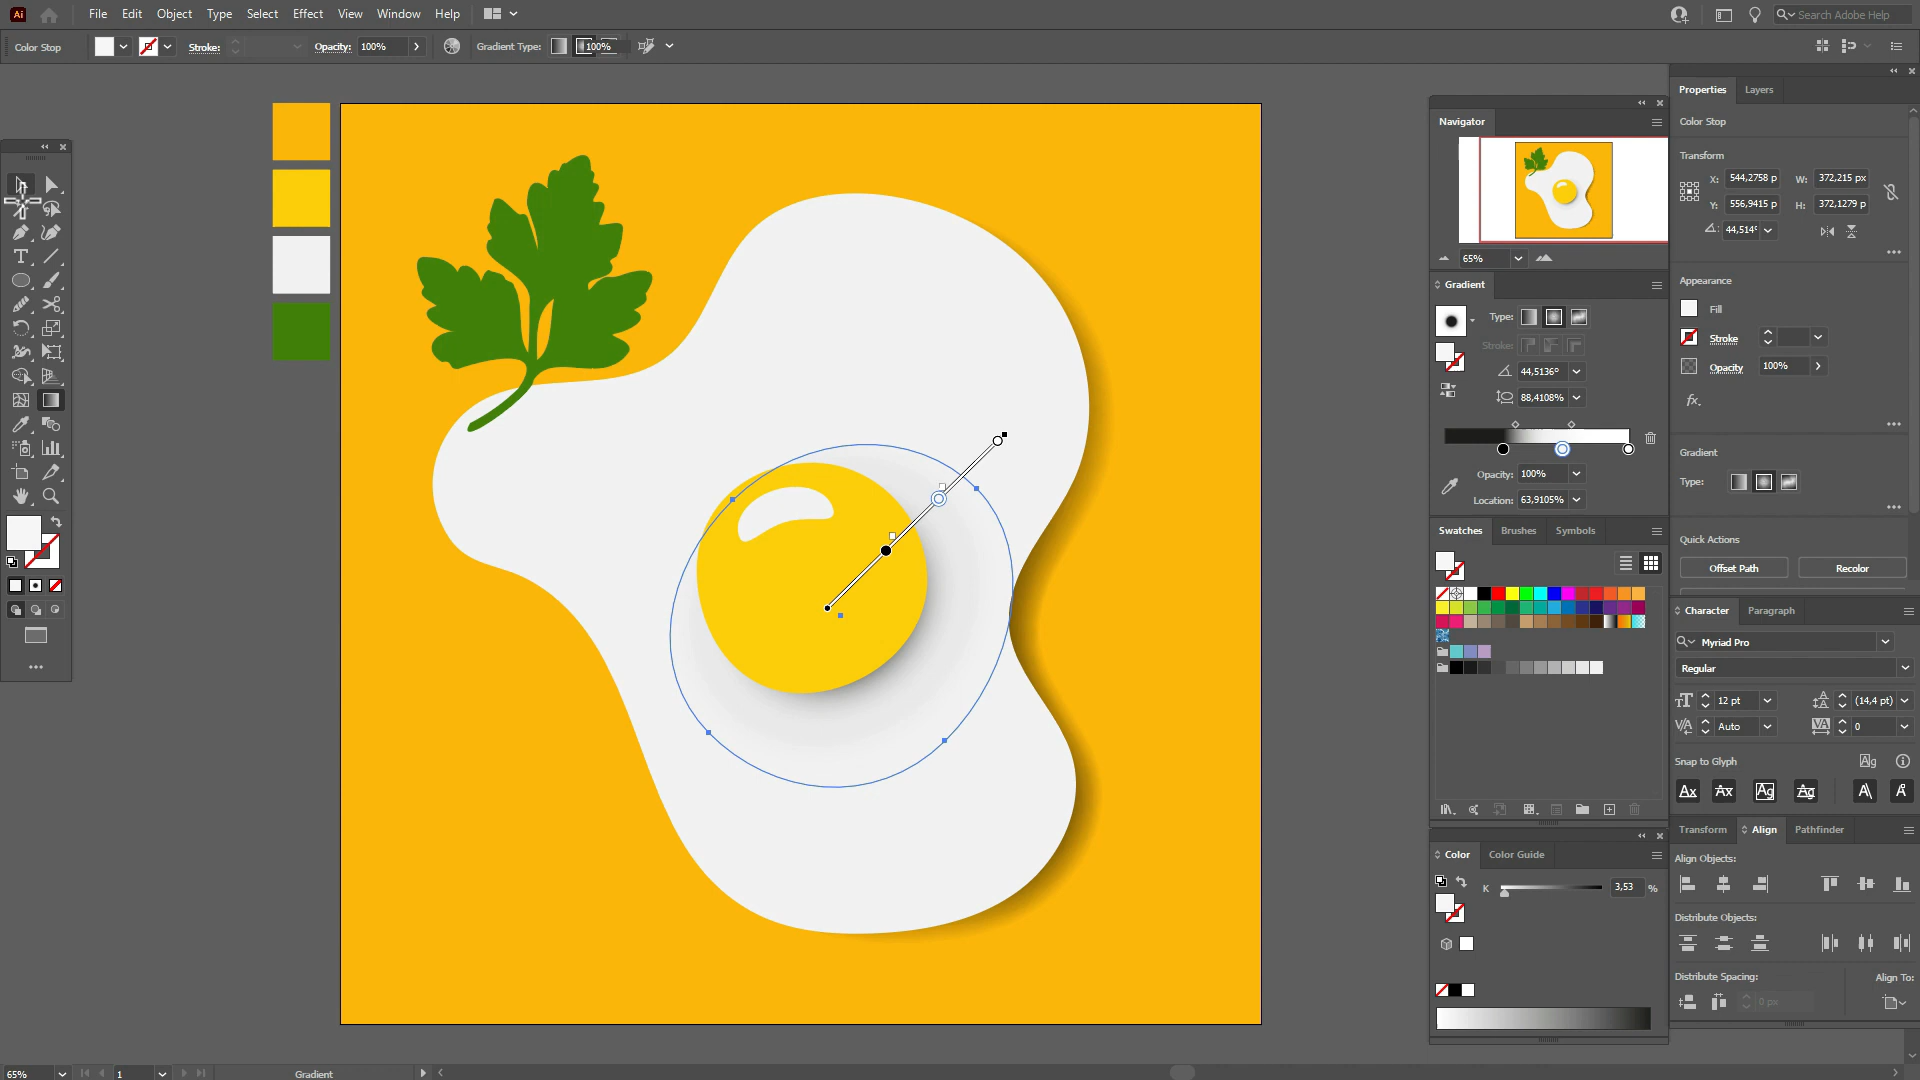 Ai File Edit Object Type Select Effect View Window Help Search Adobe Help
Color Stop Stroke: Opacity: 100% Gradient Type: 100%
Properties Layers
Color Stop
Transform
X: 544,2758 p W: 372,215 px
Y: 556,9415 p H: 372,1279 p
44,514°
Appearance
Fill
Stroke
Opacity 100%
fx.
Gradient
Type:
Quick Actions
Offset Path Recolor
Character Paragraph
Myriad Pro
Regular
12 pt (14,4 pt)
Auto 0
Snap to Glyph
Transform Align Pathfinder
Align Objects:
Distribute Objects:
Distribute Spacing: Align To:
0 px
Navigator
65%
Gradient
Type:
Stroke:
44,5136°
88,4108%
Opacity: 100%
Location: 63,9105%
Swatches Brushes Symbols
Color Color Guide
K 3,53 %
65% 1 Gradient